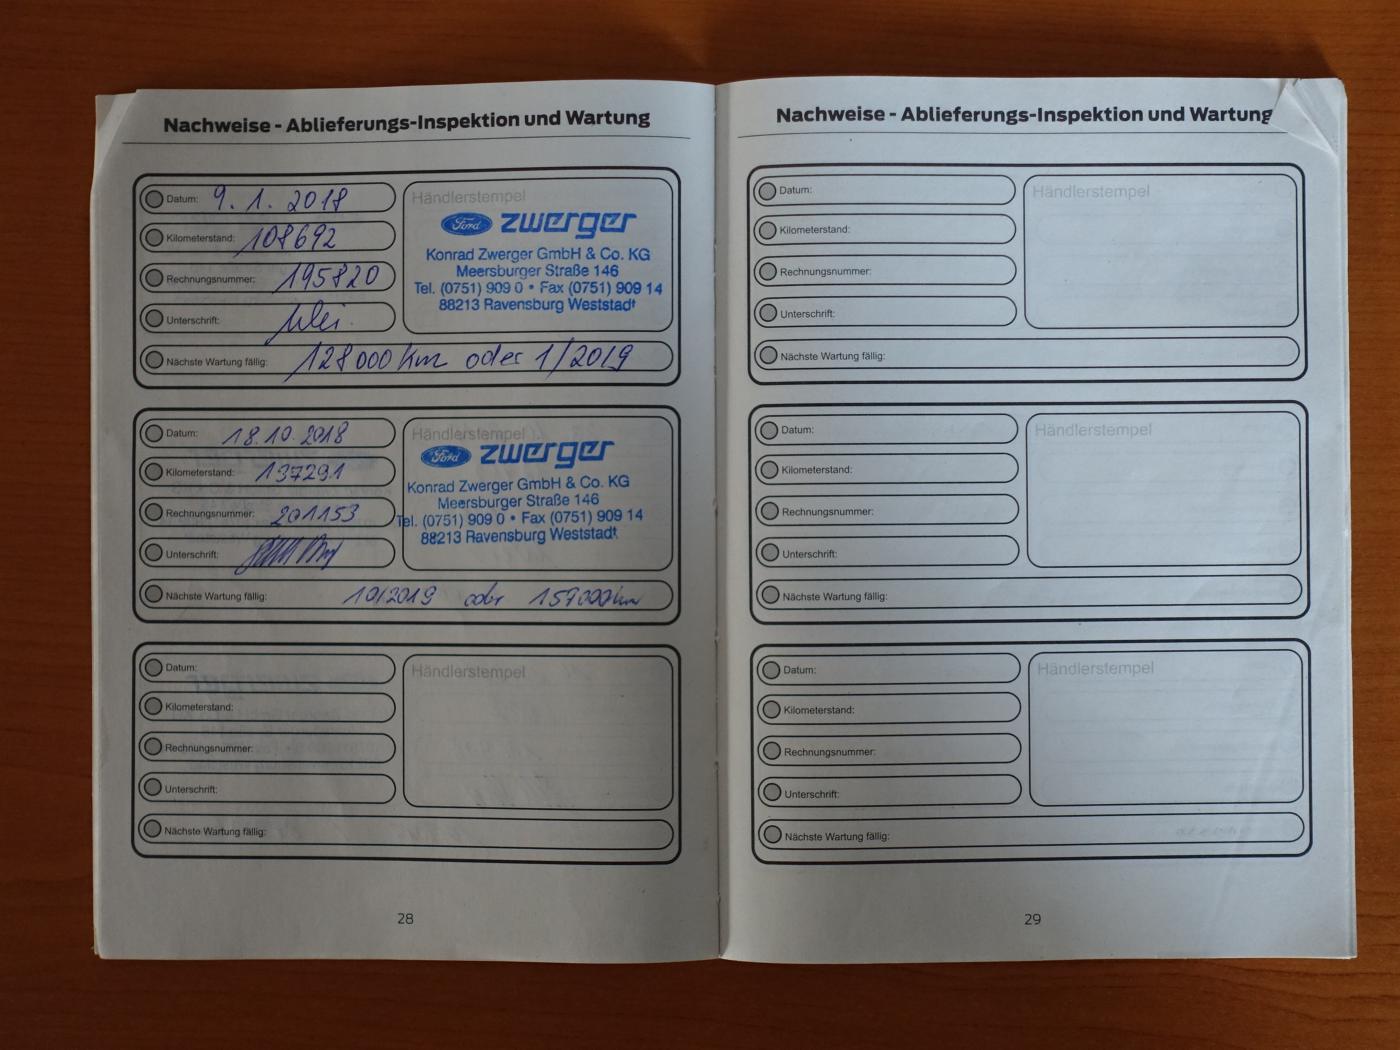 Nachweise - Ablieferungs-Inspektion und Wartung
Datum: 9. 1. 2018
Kilometerstand: 108692
Rechnungsnummer: 195820
Unterschrift:
Händlerstempel
Ford zwerger
Konrad Zwerger GmbH & Co. KG
Meersburger Straße 146
Tel. (0751) 909 0 • Fax (0751) 909 14
88213 Ravensburg Weststadt
Nächste Wartung fällig: 128000 km oder 1/2019
Datum: 18.10.2018
Kilometerstand: 137291
Rechnungsnummer: 201153
Unterschrift:
Händlerstempel
Ford zwerger
Konrad Zwerger GmbH & Co. KG
Meersburger Straße 146
Tel. (0751) 909 0 • Fax (0751) 909 14
88213 Ravensburg Weststadt
Nächste Wartung fällig: 10/2019 oder 157000km
Datum:
Kilometerstand:
Rechnungsnummer:
Unterschrift:
Händlerstempel
Nächste Wartung fällig:
28
Nachweise - Ablieferungs-Inspektion und Wartung
Datum:
Kilometerstand:
Rechnungsnummer:
Unterschrift:
Händlerstempel
Nächste Wartung fällig:
Datum:
Kilometerstand:
Rechnungsnummer:
Unterschrift:
Händlerstempel
Nächste Wartung fällig:
Datum:
Kilometerstand:
Rechnungsnummer:
Unterschrift:
Händlerstempel
Nächste Wartung fällig:
29